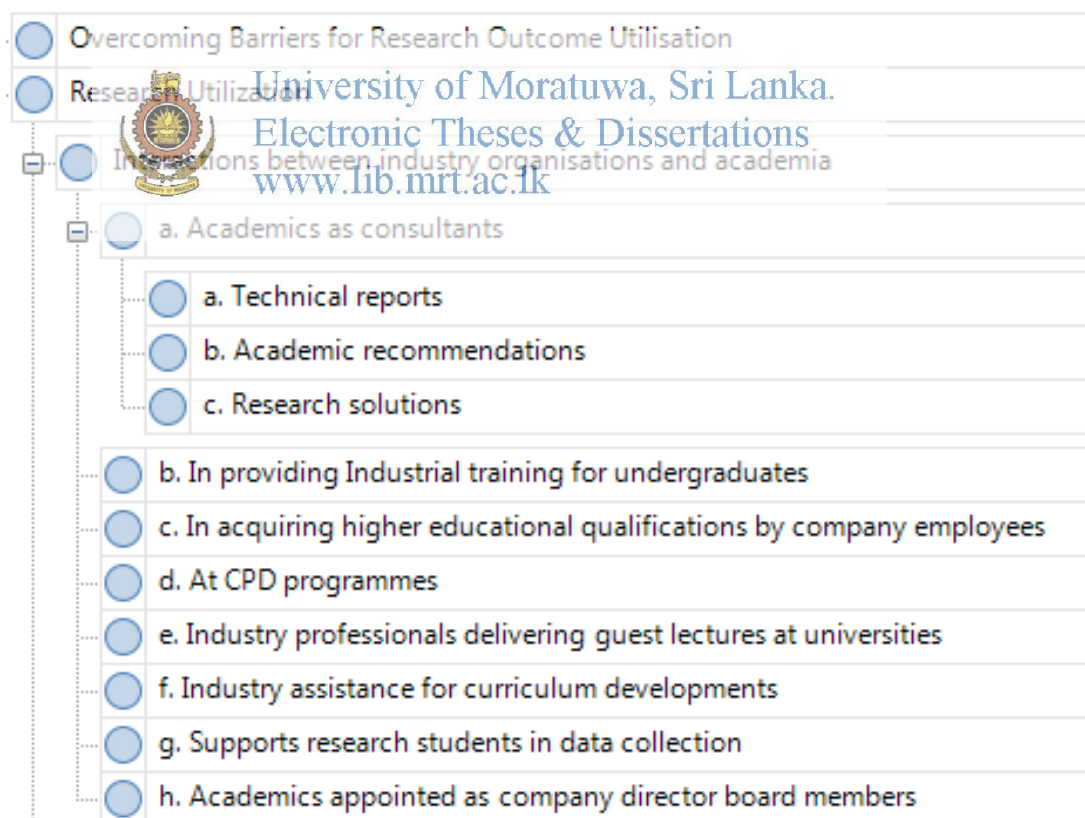 Overcoming Barriers for Research Outcome Utilisation
Research Utilization
University of Moratuwa, Sri Lanka.
Electronic Theses & Dissertations
Interactions between industry organisations and academia
www.lib.mrt.ac.lk
a. Academics as consultants
a. Technical reports
b. Academic recommendations
c. Research solutions
b. In providing Industrial training for undergraduates
c. In acquiring higher educational qualifications by company employees
d. At CPD programmes
e. Industry professionals delivering guest lectures at universities
f. Industry assistance for curriculum developments
g. Supports research students in data collection
h. Academics appointed as company director board members